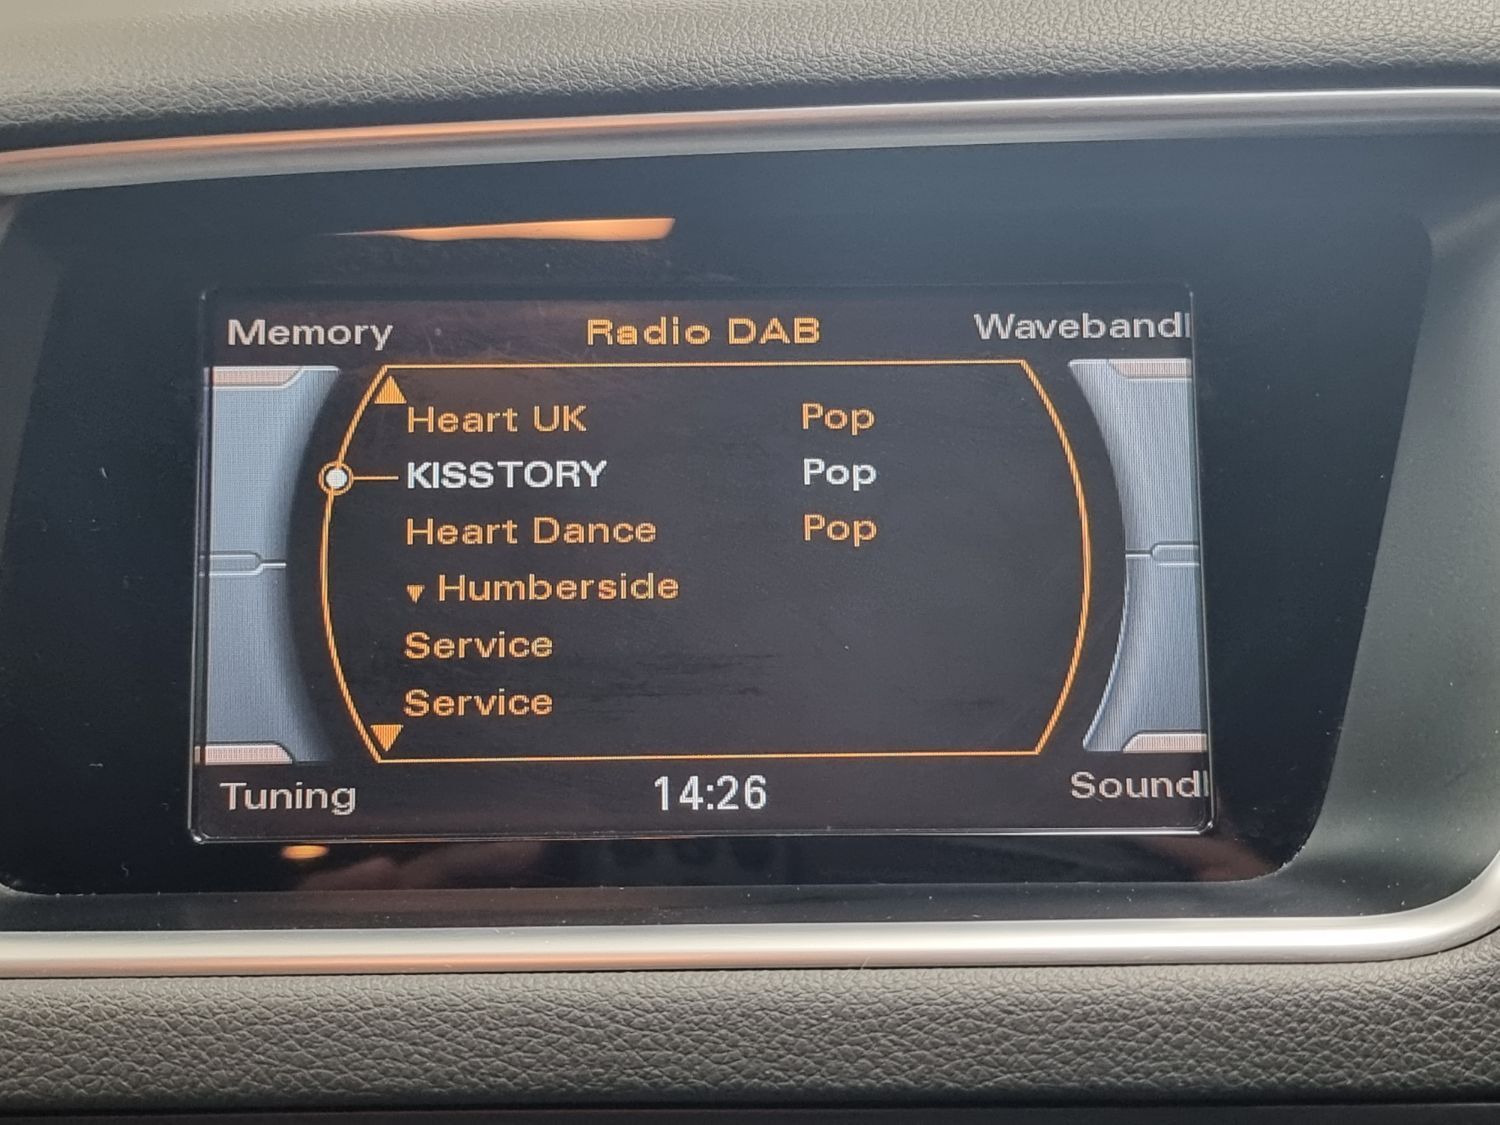 Memory Radio DAB Waveband
Heart UK Pop
KISSTORY Pop
Heart Dance Pop
▼ Humberside
Service
Service
Tuning 14:26 Sound